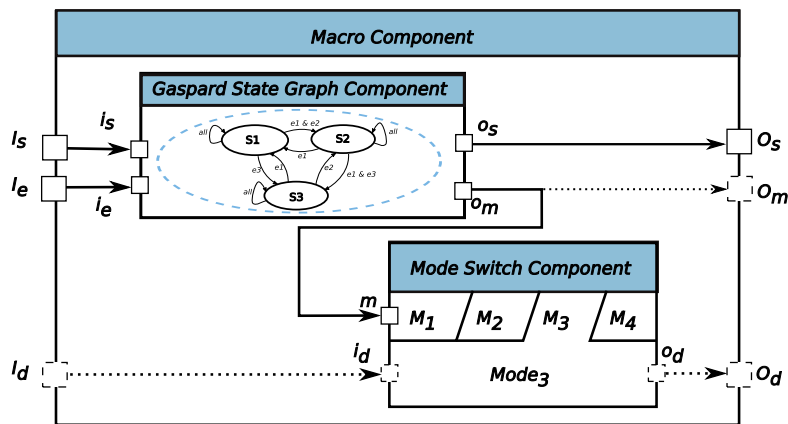 Macro Component
Gaspard State Graph Component
I_s
i_s
all
S1
e1 & e2
S2
all
e1
o_s
O_s
e3
e1
e2
e1 & e3
I_e
i_e
all
S3
o_m
O_m
Mode Switch Component
m
M_1
M_2
M_3
M_4
I_d
i_d
Mode_3
o_d
O_d